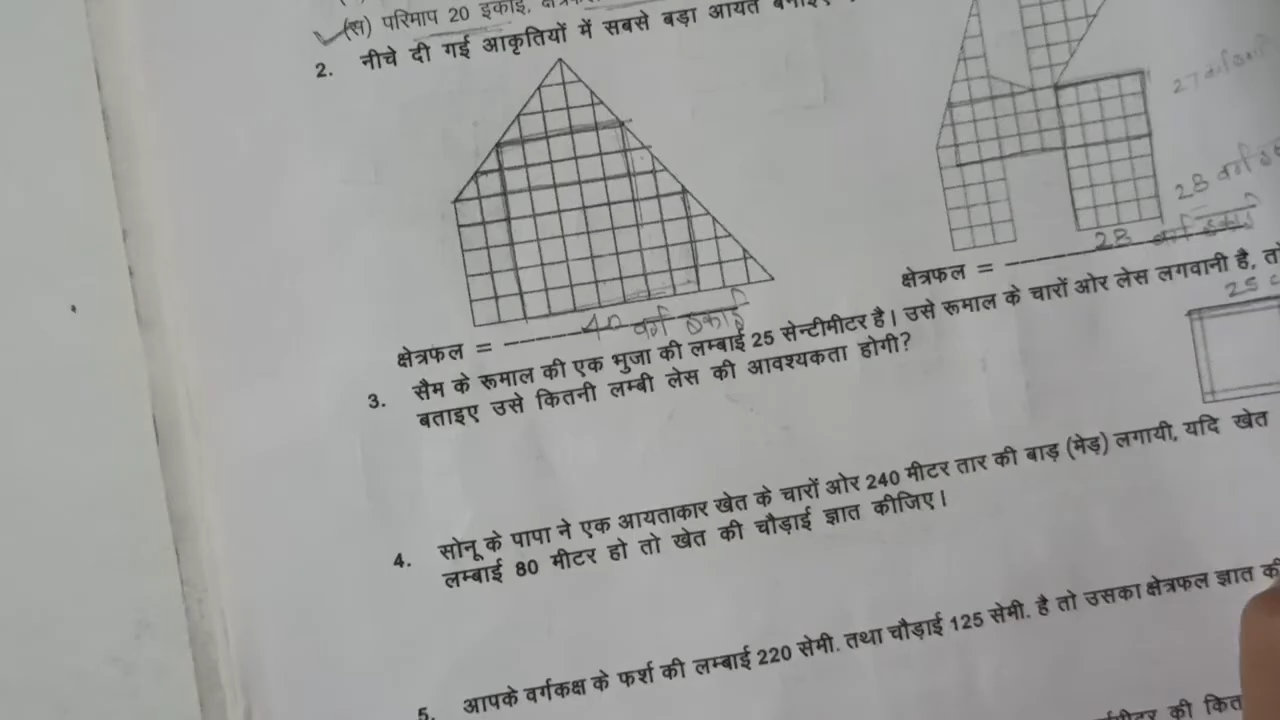 (स) परिमाप 20 इकाई,
2. नीचे दी गई आकृतियों में सबसे बड़ा आयत
27
28 वर्ग
28 वर्ग इकाई
क्षेत्रफल =
40 वर्ग इकाई
क्षेत्रफल =
3. सैम के रूमाल की एक भुजा की लम्बाई 25 सेन्टीमीटर है। उसे रूमाल के चारों ओर लेस लगवानी है,
बताइए उसे कितनी लम्बी लेस की आवश्यकता होगी?
25
4. सोनू के पापा ने एक आयताकार खेत के चारों ओर 240 मीटर तार की बाड़ (मेड़) लगायी, यदि खेत
लम्बाई 80 मीटर हो तो खेत की चौड़ाई ज्ञात कीजिए।
5. आपके वर्गकक्ष के फर्श की लम्बाई 220 सेमी. तथा चौड़ाई 125 सेमी. है तो उसका क्षेत्रफल ज्ञात
की